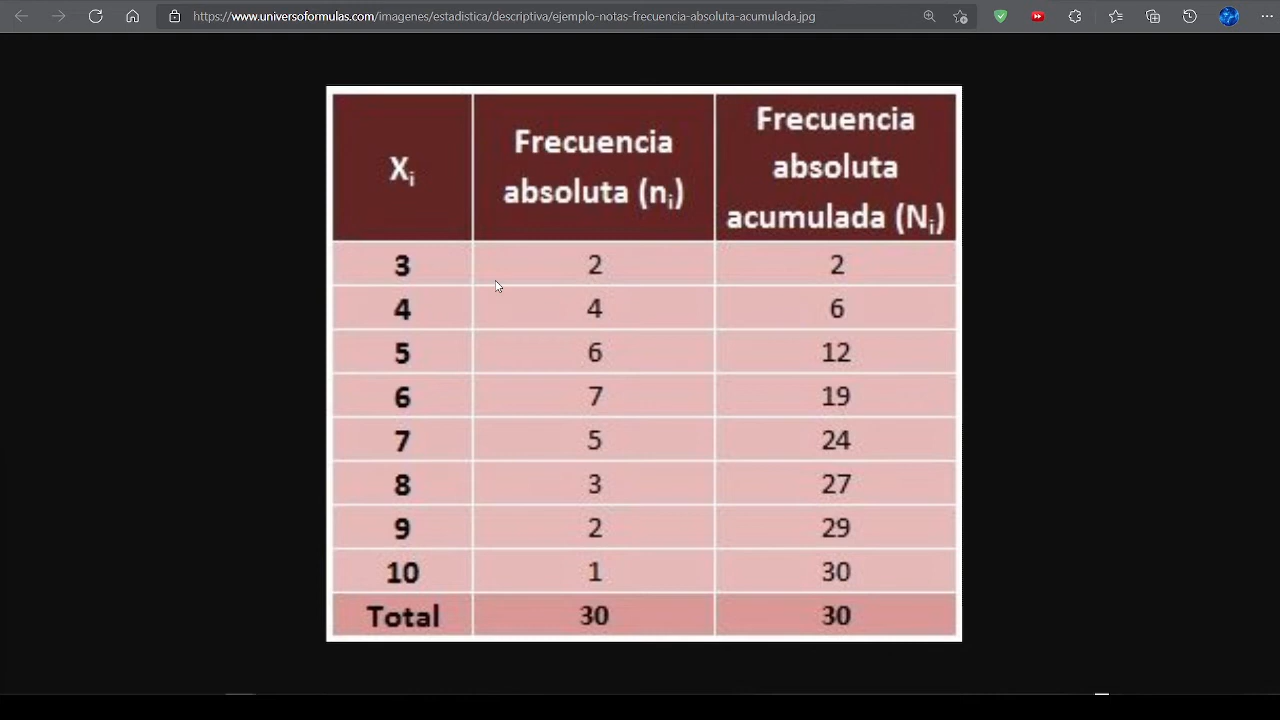 https://www.universoformulas.com/imagenes/estadistica/descriptiva/ejemplo-notas-frecuencia-absoluta-acumulada.jpg
Xi
Frecuencia
absoluta (ni)
Frecuencia
absoluta
acumulada (Ni)
3 2 2
4 4 6
5 6 12
6 7 19
7 5 24
8 3 27
9 2 29
10 1 30
Total 30 30